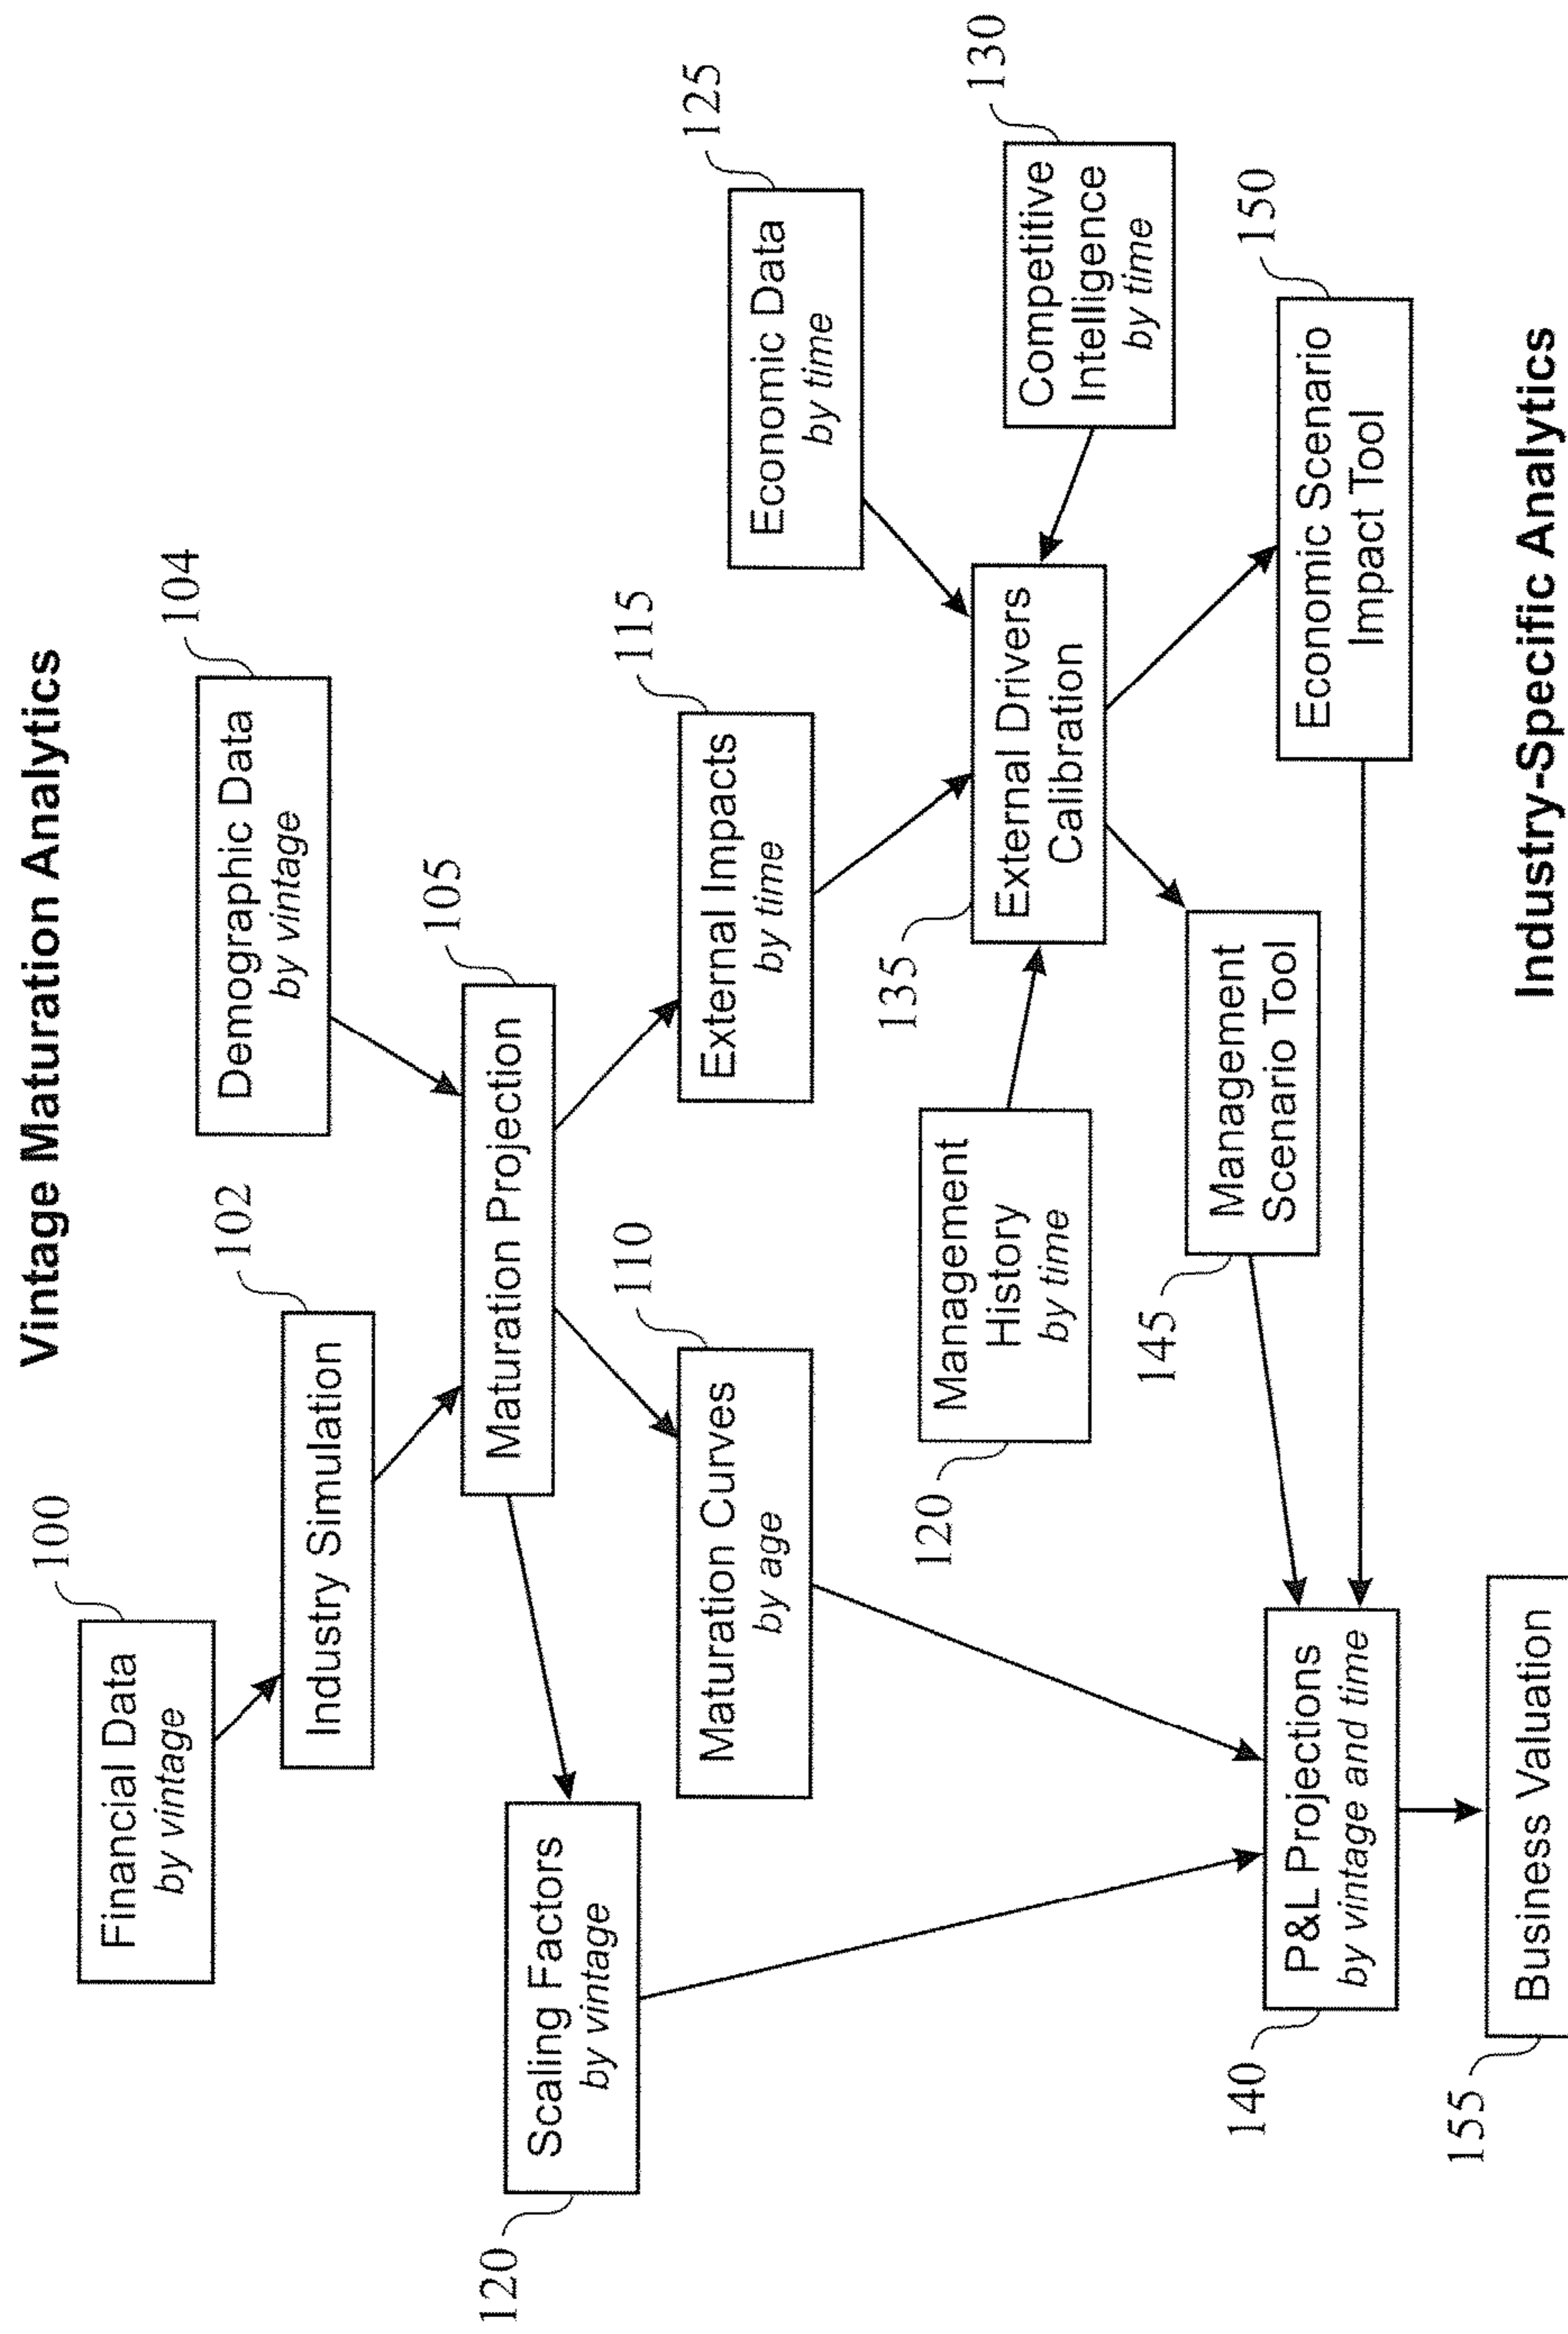 Vintage Maturation Analytics
100
Financial Data
by vintage
102
Industry Simulation
104
Demographic Data
by vintage
105
Maturation Projection
120
Scaling Factors
by vintage
110
Maturation Curves
by age
115
External Impacts
by time
125
Economic Data
by time
120
Management
History
by time
135
External Drivers
Calibration
130
Competitive
Intelligence
by time
145
Management
Scenario Tool
150
Economic Scenario
Impact Tool
140
P&L Projections
by vintage and time
155
Business Valuation
Industry-Specific Analytics